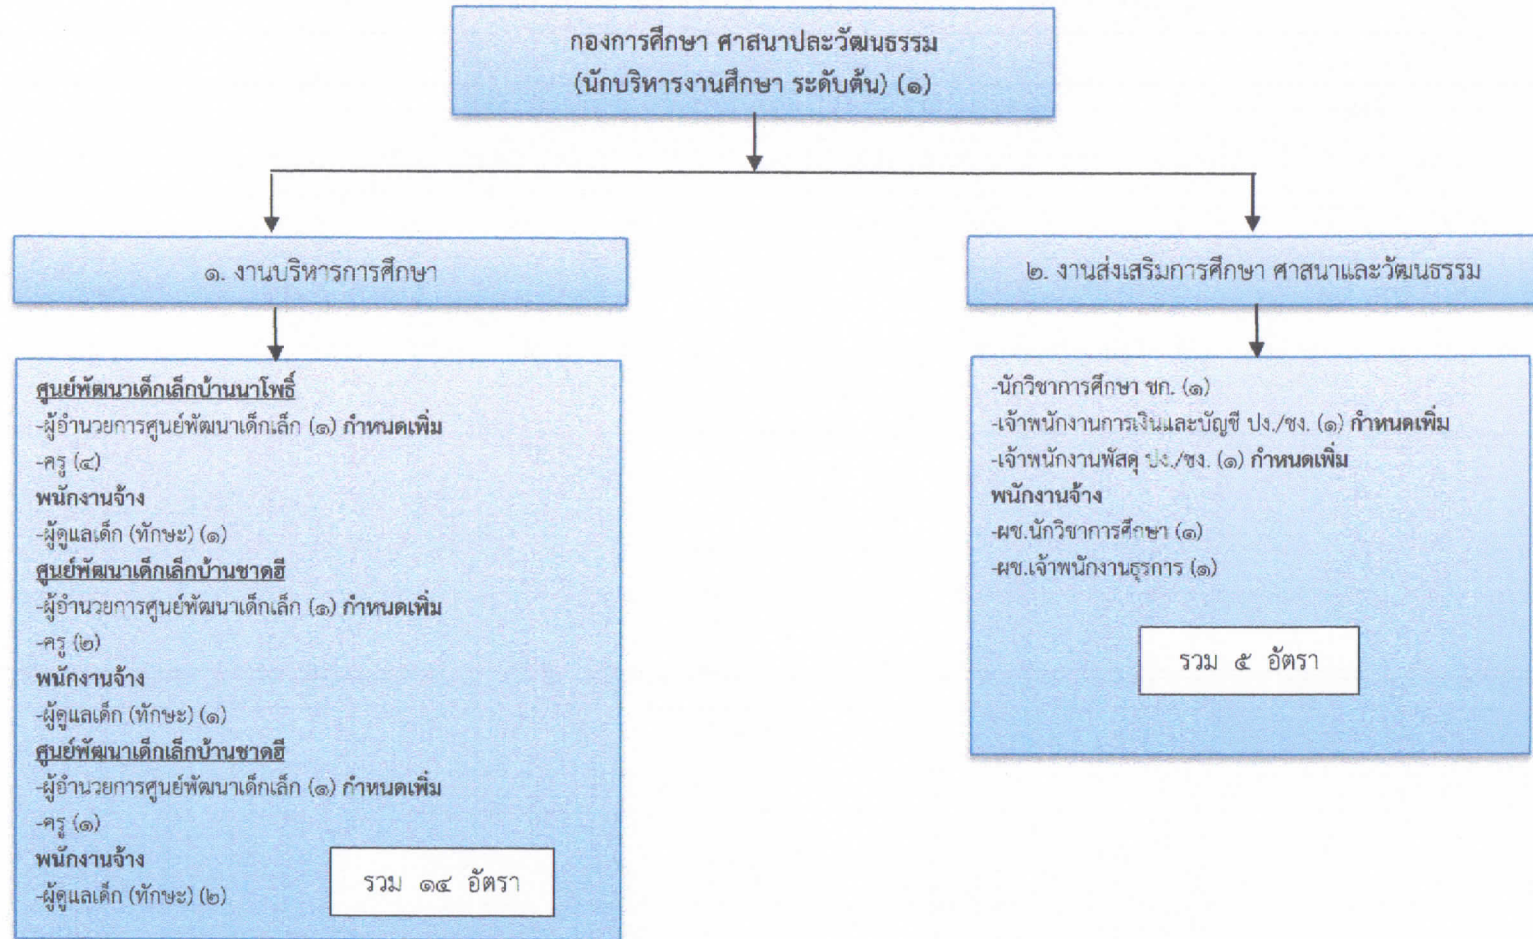 กองการศึกษา ศาสนาปละวัฒนธรรม
(นักบริหารงานศึกษา ระดับต้น) (๑)
๑. งานบริหารการศึกษา
ศูนย์พัฒนาเด็กเล็กบ้านนาโพธิ์
-ผู้อำนวยการศูนย์พัฒนาเด็กเล็ก (๑) กำหนดเพิ่ม
-ครู (๔)
พนักงานจ้าง
-ผู้ดูแลเด็ก (ทักษะ) (๑)
ศูนย์พัฒนาเด็กเล็กบ้านชาดฮี
-ผู้อำนวยการศูนย์พัฒนาเด็กเล็ก (๑) กำหนดเพิ่ม
-ครู (๒)
พนักงานจ้าง
-ผู้ดูแลเด็ก (ทักษะ) (๑)
ศูนย์พัฒนาเด็กเล็กบ้านชาดฮี
-ผู้อำนวยการศูนย์พัฒนาเด็กเล็ก (๑) กำหนดเพิ่ม
-ครู (๑)
พนักงานจ้าง
-ผู้ดูแลเด็ก (ทักษะ) (๒)
รวม ๑๔ อัตรา
๒. งานส่งเสริมการศึกษา ศาสนาและวัฒนธรรม
-นักวิชาการศึกษา ชก. (๑)
-เจ้าพนักงานการเงินและบัญชี ปง./ชง. (๑) กำหนดเพิ่ม
-เจ้าพนักงานพัสดุ ปง./ชง. (๑) กำหนดเพิ่ม
พนักงานจ้าง
-ผช.นักวิชาการศึกษา (๑)
-ผช.เจ้าพนักงานธุรการ (๑)
รวม ๕ อัตรา